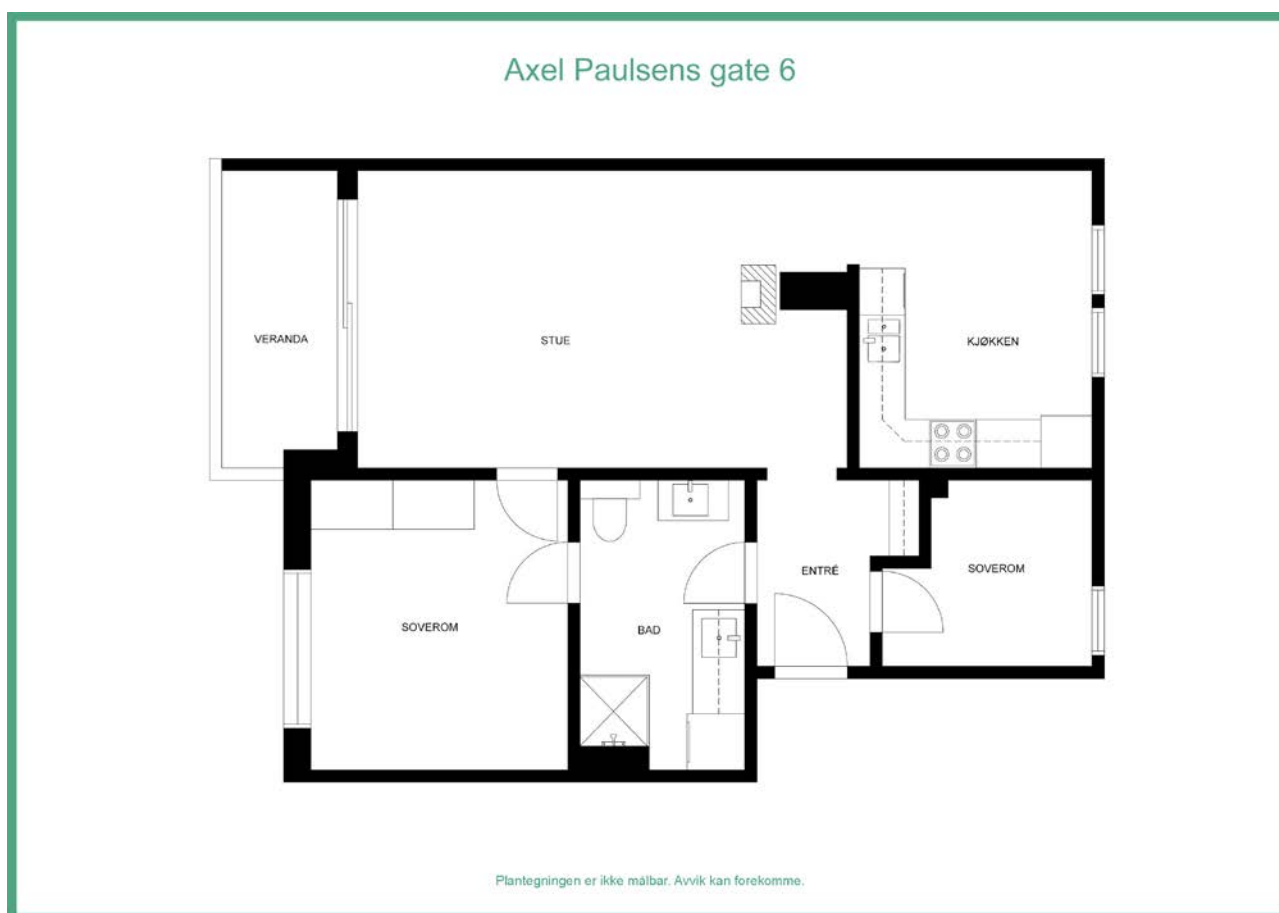 Axel Paulsens gate 6
VERANDA
STUE
KJØKKEN
SOVEROM
BAD
ENTRÉ
SOVEROM
Plantegningen er ikke målbar. Avvik kan forekomme.